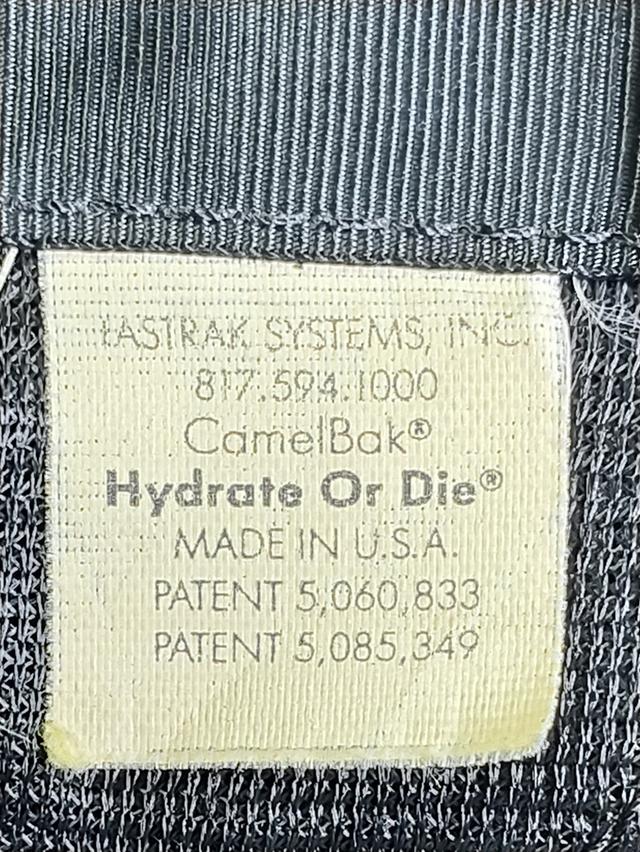 FASTRAK SYSTEMS, INC.
817.594.1000
CamelBak®
Hydrate Or Die®
MADE IN U.S.A.
PATENT 5,060,833
PATENT 5,085,349